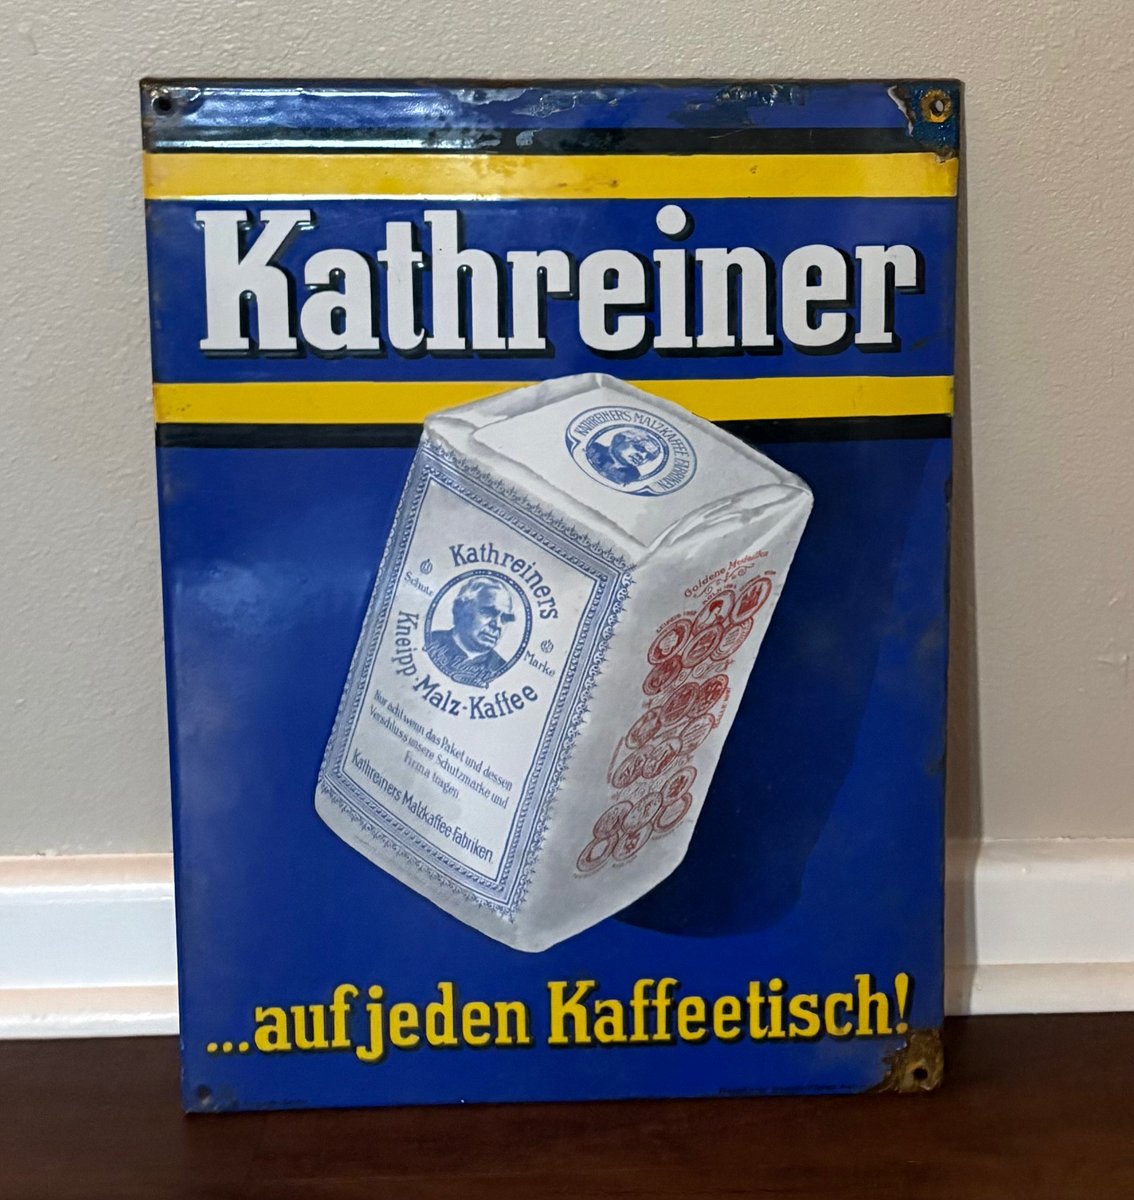 Kathreiner
KATHREINERS MALZKAFFEE FABRIKEN
Goldene Medaillen
Kathreiners
Schutz
Marke
Kneipp-Malz-Kaffee
Nur ächt wenn das Paket und dessen
Verschluss unsere Schutzmarke und
Firma tragen
Kathreiners Malzkaffee-Fabriken.
...auf jeden Kaffeetisch!